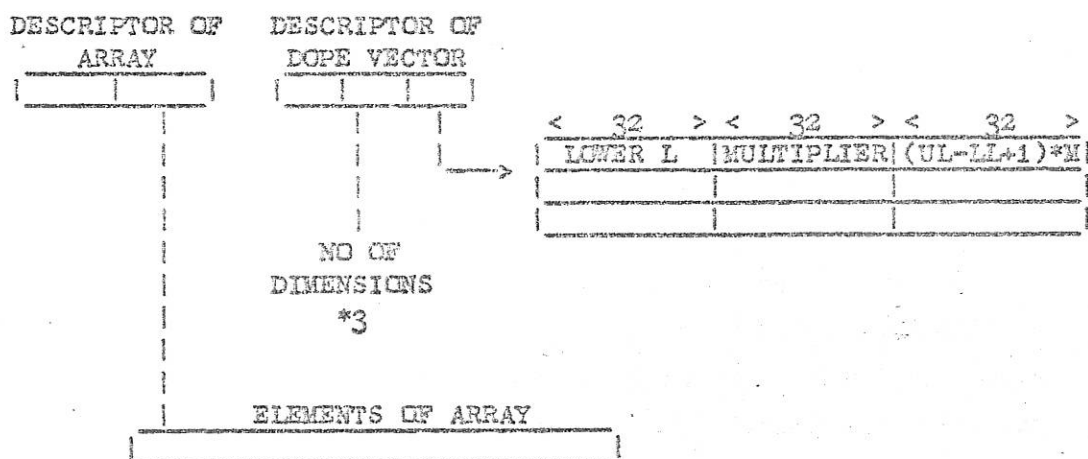 DESCRIPTOR OF DESCRIPTOR OF
ARRAY DOPE VECTOR
< 32 > < 32 > < 32 >
LOWER L |MULTIPLIER|(UL-LL+1)*M
NO OF
DIMENSIONS
*3
ELEMENTS OF ARRAY